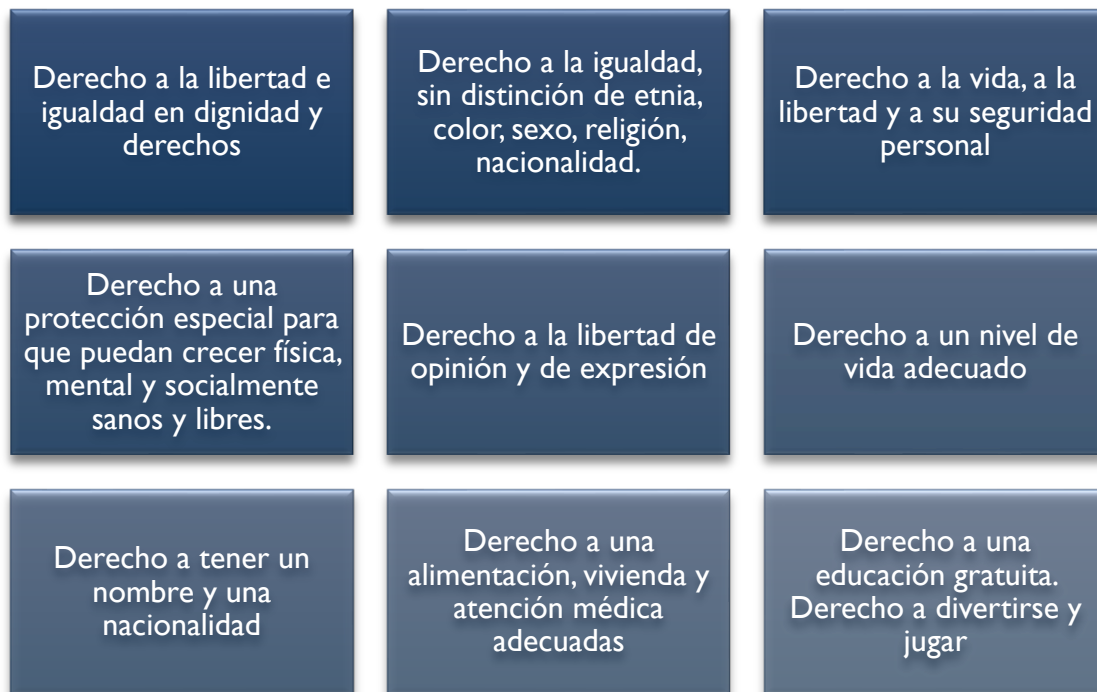 Derecho a la libertad e
igualdad en dignidad y
derechos
Derecho a la igualdad,
sin distinción de etnia,
color, sexo, religión,
nacionalidad.
Derecho a la vida, a la
libertad y a su seguridad
personal
Derecho a una
protección especial para
que puedan crecer física,
mental y socialmente
sanos y libres.
Derecho a la libertad de
opinión y de expresión
Derecho a un nivel de
vida adecuado
Derecho a tener un
nombre y una
nacionalidad
Derecho a una
alimentación, vivienda y
atención médica
adecuadas
Derecho a una
educación gratuita.
Derecho a divertirse y
jugar